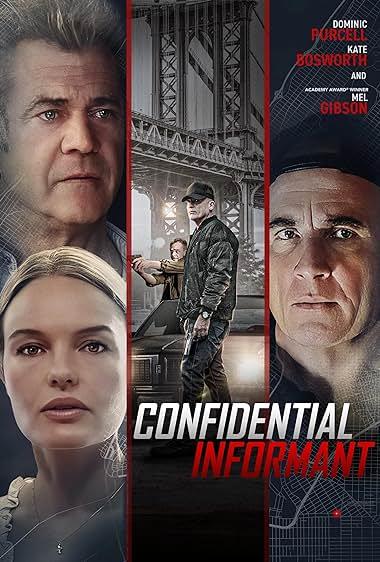 DOMINIC
PURCELL
KATE
BOSWORTH
AND
ACADEMY AWARD® WINNER
MEL
GIBSON
CONFIDENTIAL
INFORMANT